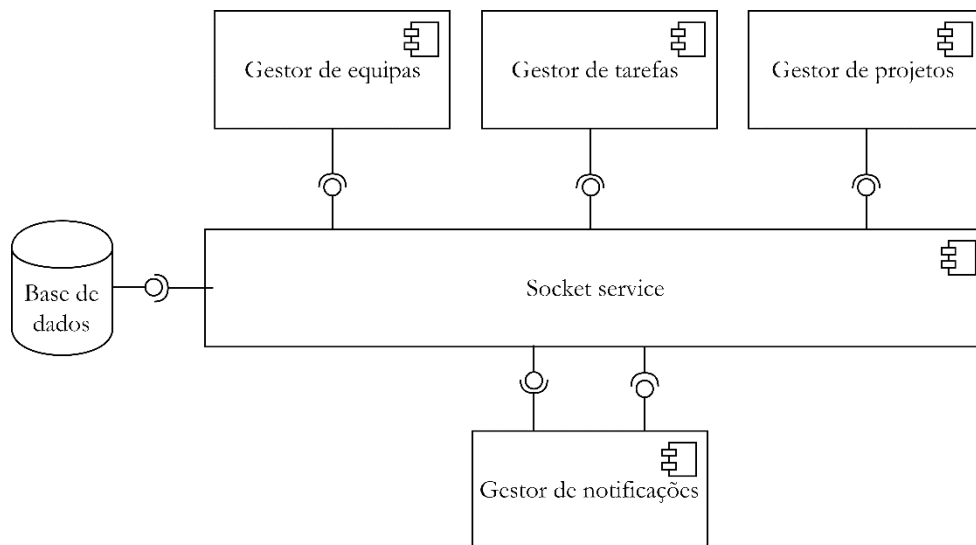 Gestor de equipas
Gestor de tarefas
Gestor de projetos
Base de
dados
Socket service
Gestor de notificações